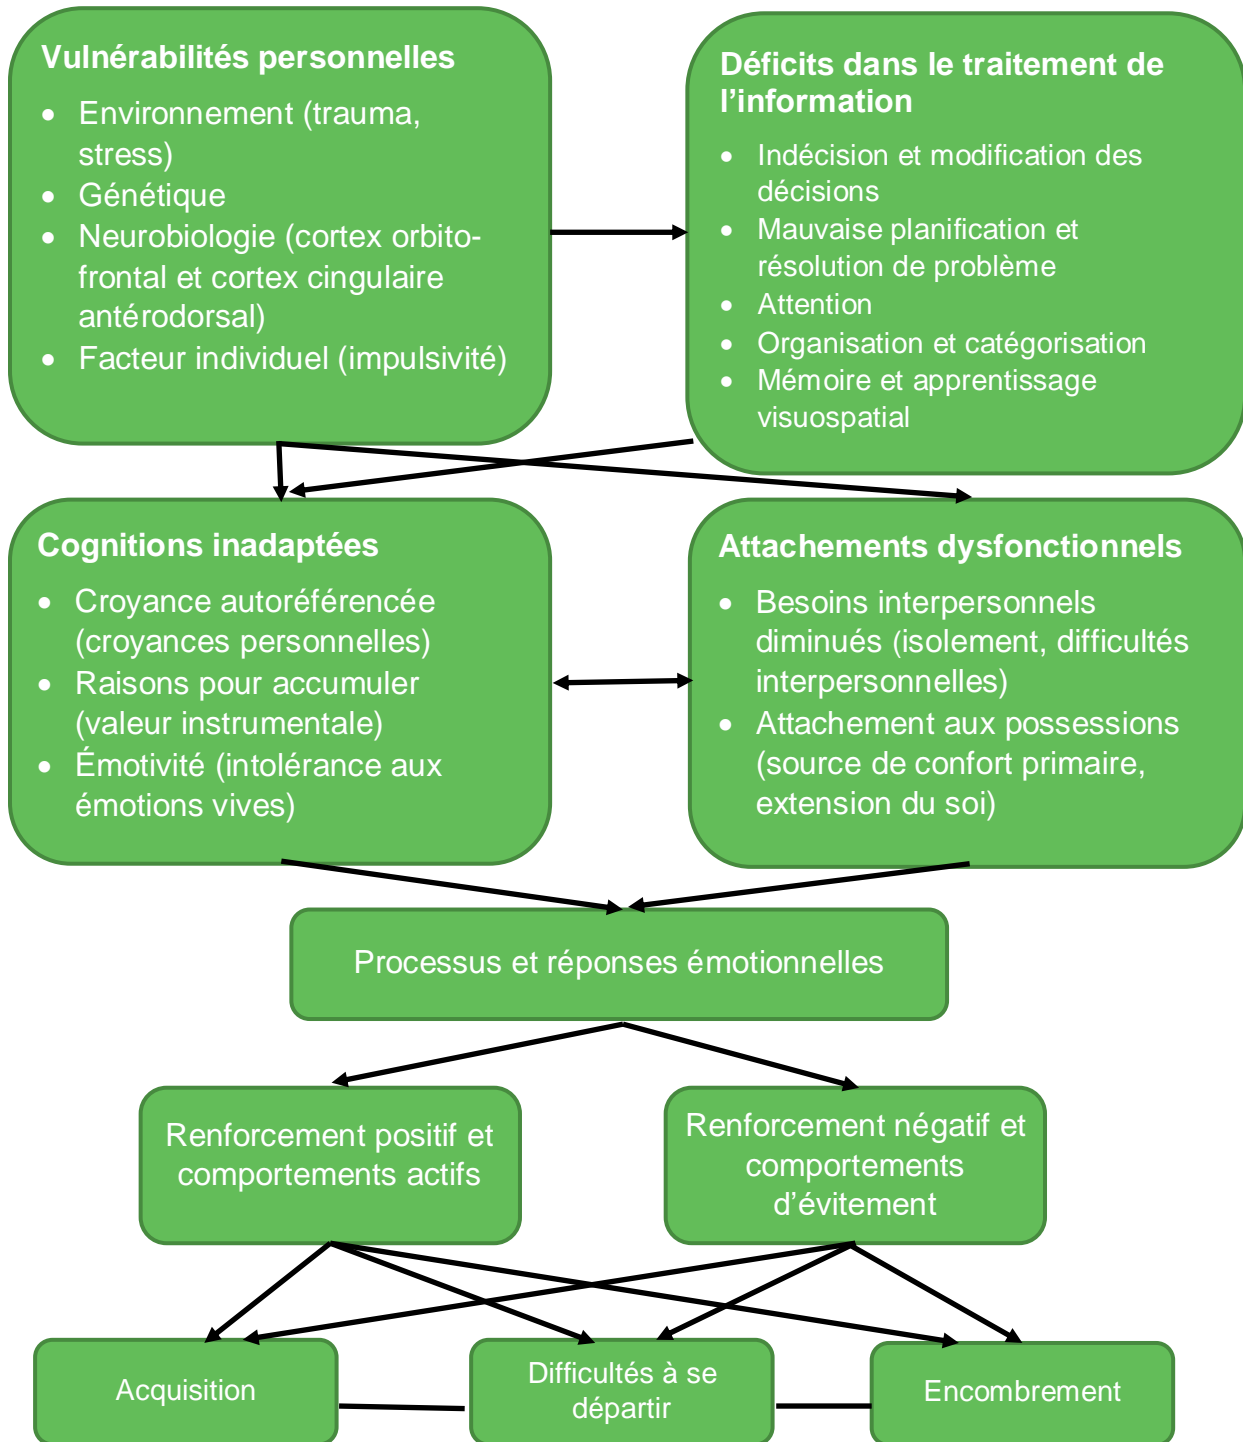 Vulnérabilités personnelles
• Environnement (trauma,
stress)
• Génétique
• Neurobiologie (cortex orbito-
frontal et cortex cingulaire
antérodorsal)
• Facteur individuel (impulsivité)
Déficits dans le traitement de
l’information
• Indécision et modification des
décisions
• Mauvaise planification et
résolution de problème
• Attention
• Organisation et catégorisation
• Mémoire et apprentissage
visuospatial
Cognitions inadaptées
• Croyance autoréférencée
(croyances personnelles)
• Raisons pour accumuler
(valeur instrumentale)
• Émotivité (intolérance aux
émotions vives)
Attachements dysfonctionnels
• Besoins interpersonnels
diminués (isolement, difficultés
interpersonnelles)
• Attachement aux possessions
(source de confort primaire,
extension du soi)
Processus et réponses émotionnelles
Renforcement positif et
comportements actifs
Renforcement négatif et
comportements
d’évitement
Acquisition
Difficultés à se
départir
Encombrement